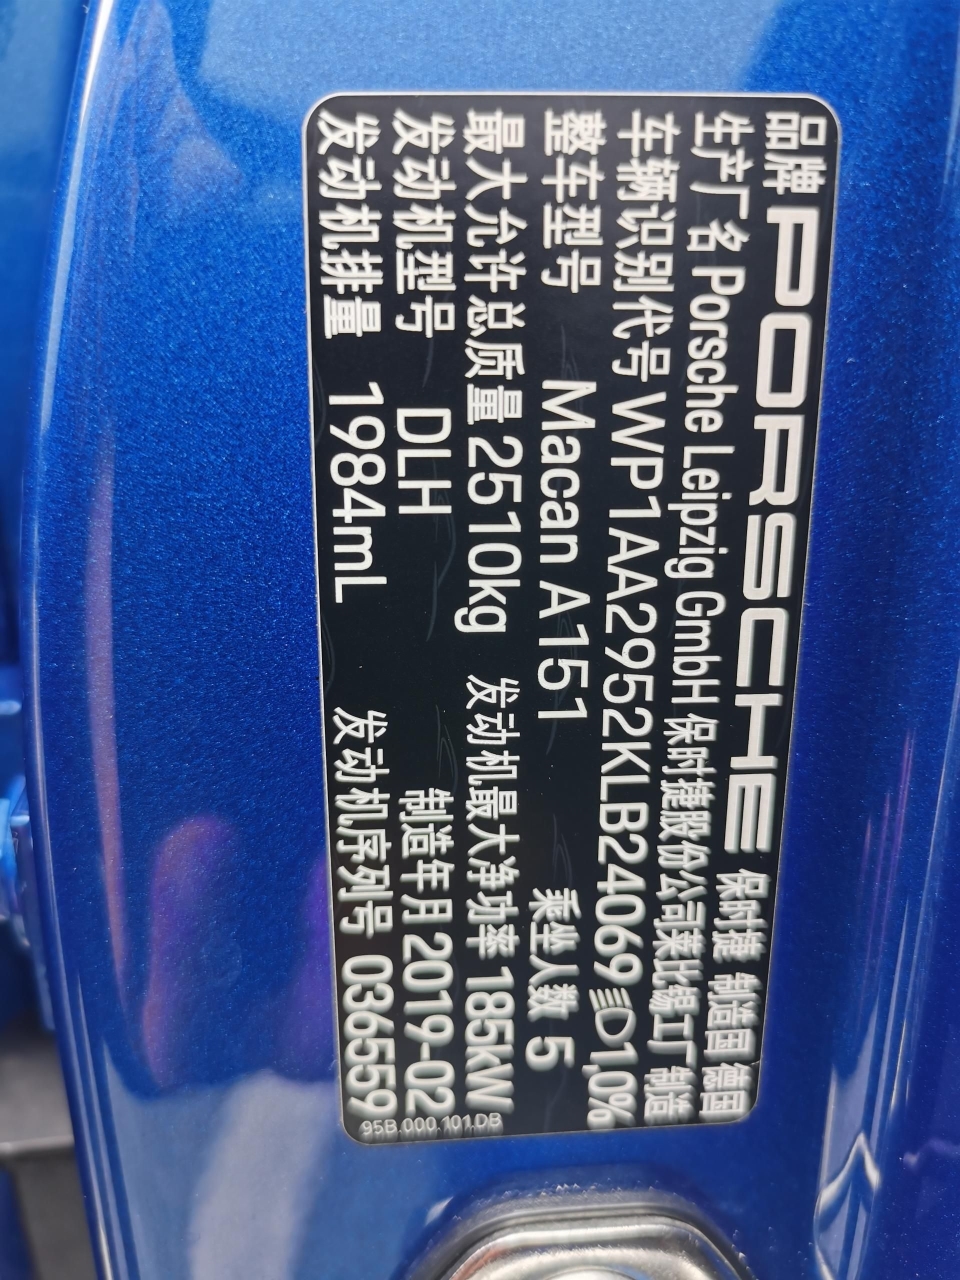 品牌 PORSCHE 保时捷 制造国 德国
生产厂名 Porsche Leipzig GmbH 保时捷股份公司莱比锡工厂制造
车辆识别代号 WP1AA2952KLB24069 1,0%
整车型号 Macan A151 乘坐人数 5
最大允许总质量 2510kg 发动机最大净功率 185kW
发动机型号 DLH 制造年月 2019-02
发动机排量 1984mL 发动机序列号 036559
95B.000.101.DB